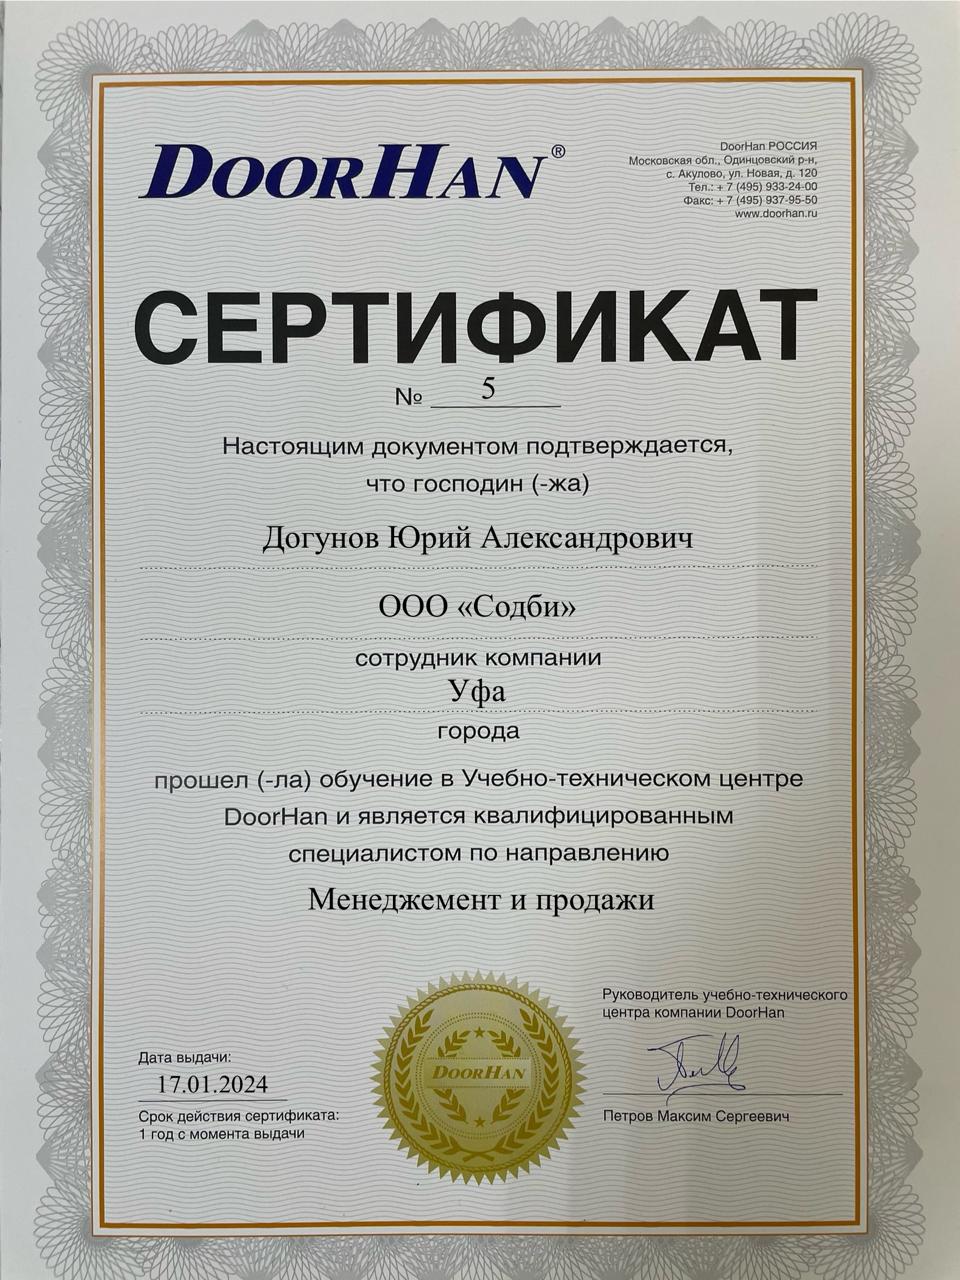 DOORHAN®
DoorHan РОССИЯ
Московская обл., Одинцовский р-н,
с. Акулово, ул. Новая, д. 120
Тел.: + 7 (495) 933-24-00
Факс: + 7 (495) 937-95-50
www.doorhan.ru
СЕРТИФИКАТ
№ 5
Настоящим документом подтверждается,
что господин (-жа)
Догунов Юрий Александрович
ООО «Содби»
сотрудник компании
Уфа
города
прошел (-ла) обучение в Учебно-техническом центре
DoorHan и является квалифицированным
специалистом по направлению
Менеджемент и продажи
Дата выдачи:
17.01.2024
Срок действия сертификата:
1 год с момента выдачи
DOORHAN
Руководитель учебно-технического
центра компании DoorHan
Петров Максим Сергеевич